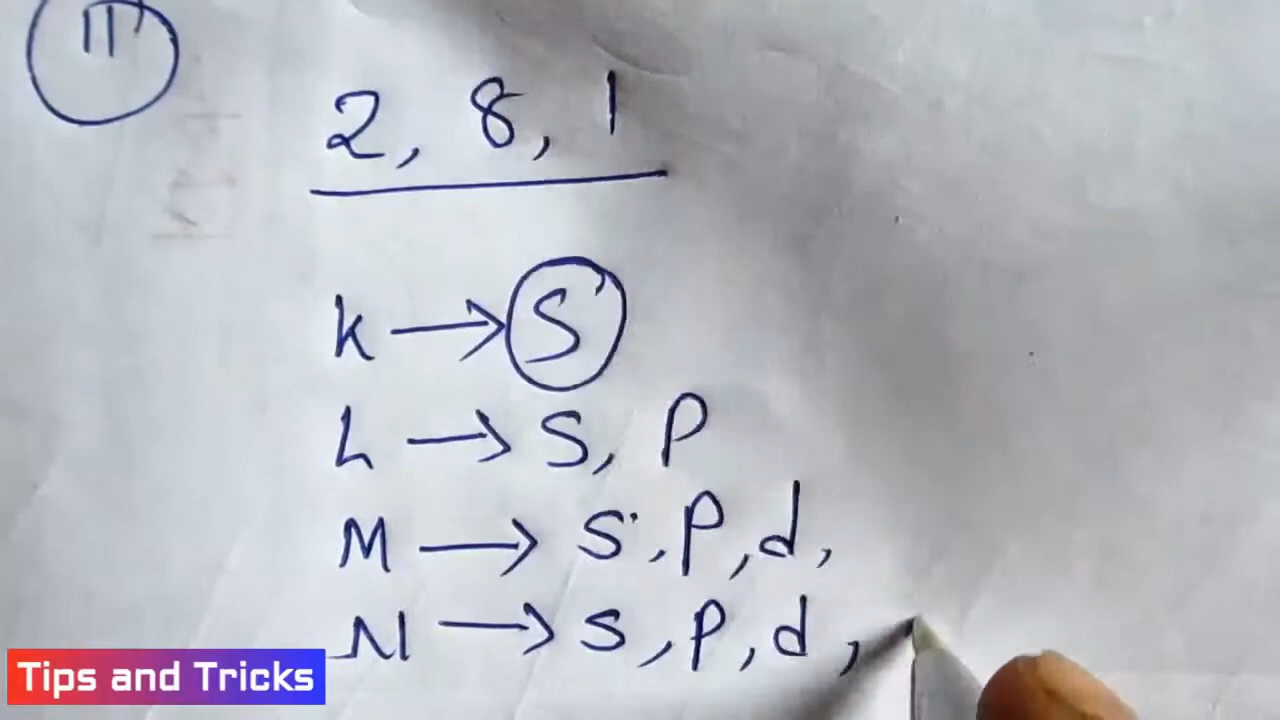 11
2, 8, 1
K → S
L → S, P
M → S, P, d,
N → S, P, d,
Tips and Tricks